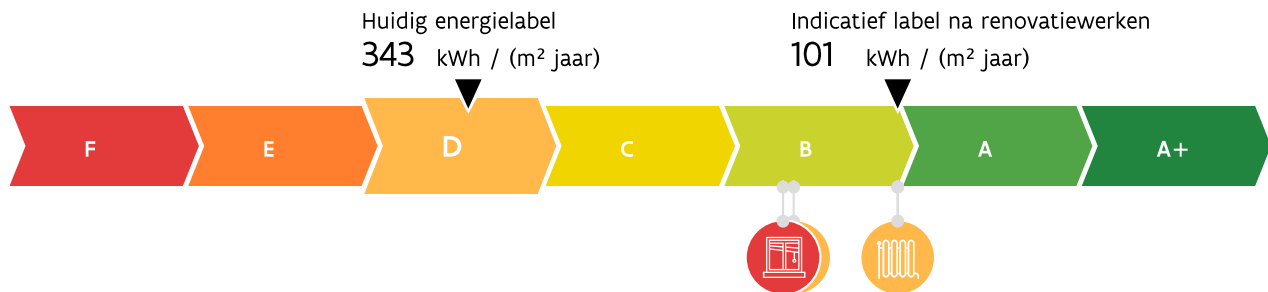 Huidig energielabel
343 kWh / (m² jaar)
Indicatief label na renovatiewerken
101 kWh / (m² jaar)
F
E
D
C
B
A
A+